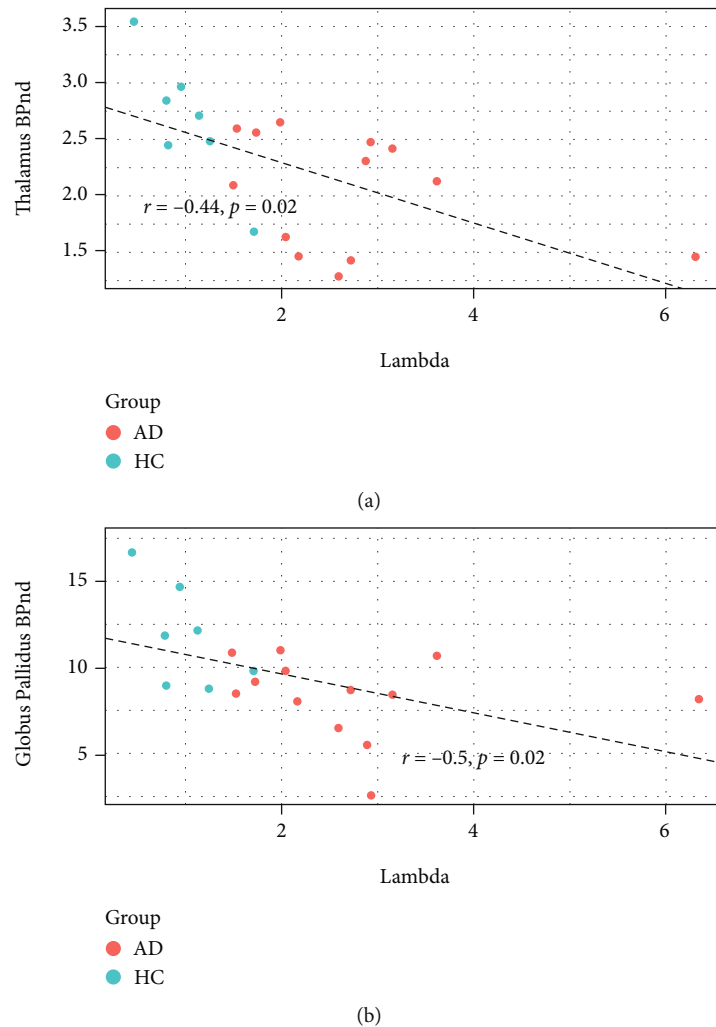 3.5
3.0
2.5
2.0
1.5
Thalamus BPnd
r = –0.44, p = 0.02
2
4
6
Lambda
Group
AD
HC
(a)
15
10
5
Globus Pallidus BPnd
r = –0.5, p = 0.02
2
4
6
Lambda
Group
AD
HC
(b)